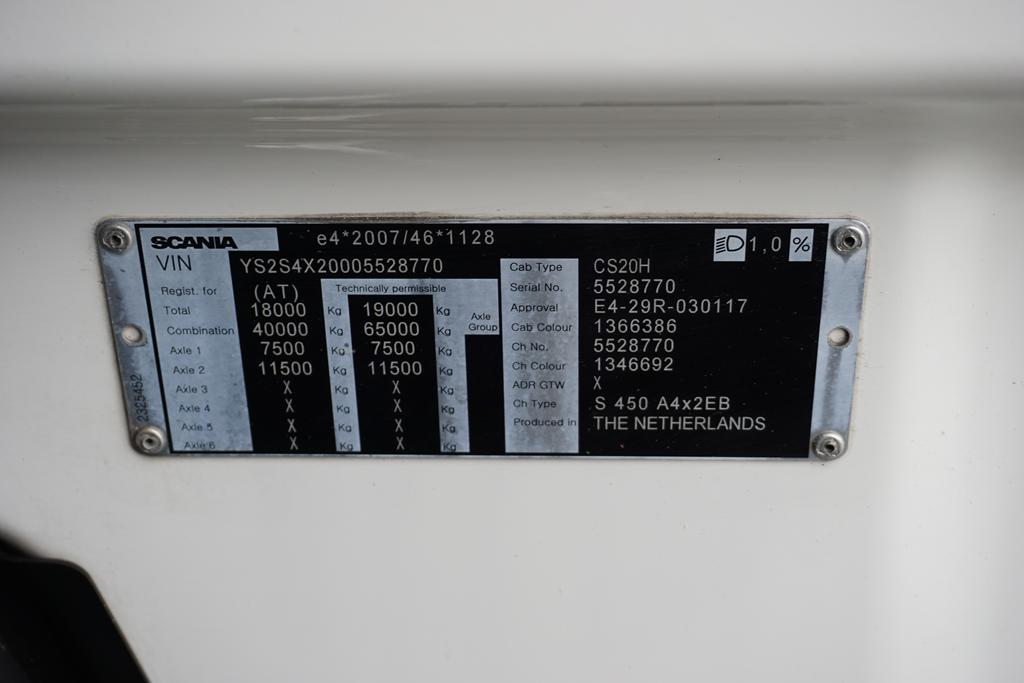 SCANIA e4*2007/46*1128 1,0 %
VIN YS2S4X20005528770
Regist. for (AT) Technically permissible
Total 18000 Kg 19000 Kg Axle Group
Combination 40000 Kg 65000 Kg
Axle 1 7500 Kg 7500 Kg
Axle 2 11500 Kg 11500 Kg
Axle 3 X Kg X Kg
Axle 4 X Kg X Kg
Axle 5 X Kg X Kg
Axle 6 X Kg X Kg
Cab Type CS20H
Serial No. 5528770
Approval E4-29R-030117
Cab Colour 1366386
Ch No. 5528770
Ch Colour 1346692
ADR GTW X
Ch Type S 450 A4x2EB
Produced in THE NETHERLANDS
2325452